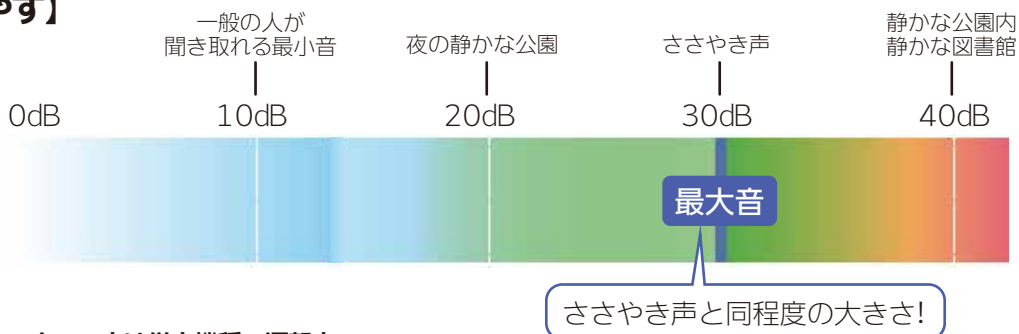 やす】
一般の人が
聞き取れる最小音
夜の静かな公園
ささやき声
静かな公園内
静かな図書館
0dB
10dB
20dB
30dB
40dB
最大音
ささやき声と同程度の大きさ!